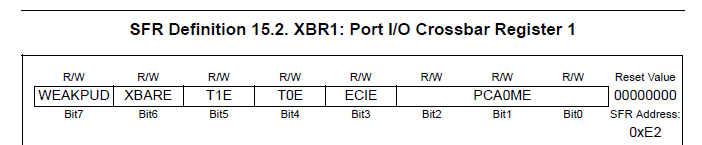 SFR Definition 15.2. XBR1: Port I/O Crossbar Register 1
R/W R/W R/W R/W R/W R/W R/W R/W Reset Value
WEAKPUD XBARE T1E T0E ECIE PCA0ME 00000000
Bit7 Bit6 Bit5 Bit4 Bit3 Bit2 Bit1 Bit0 SFR Address:
0xE2